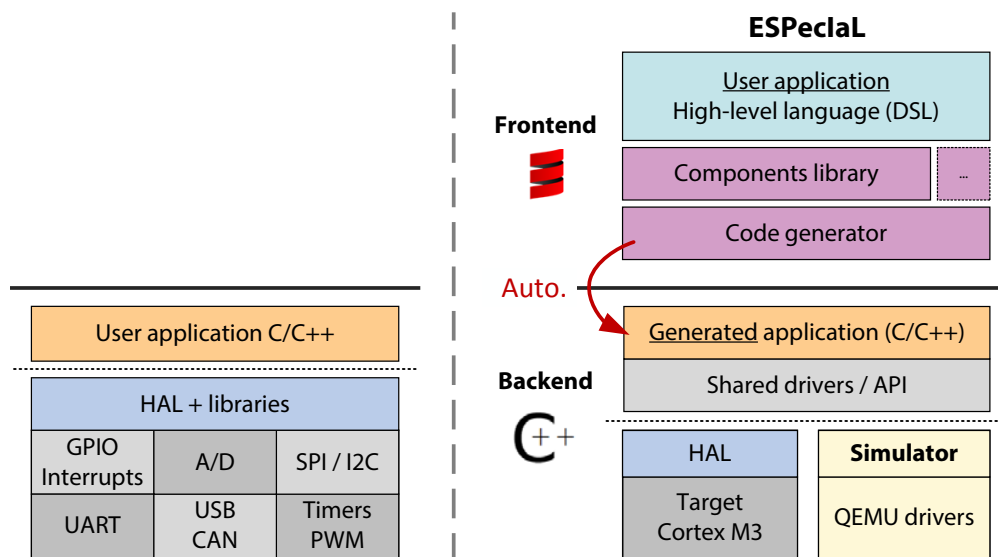 ESPecIaL
User application
High-level language (DSL)
Frontend
Components library
...
Code generator
Auto.
User application C/C++
HAL + libraries
GPIO
Interrupts
A/D
SPI / I2C
UART
USB
CAN
Timers
PWM
Generated application (C/C++)
Shared drivers / API
Backend
C++
HAL
Target
Cortex M3
Simulator
QEMU drivers